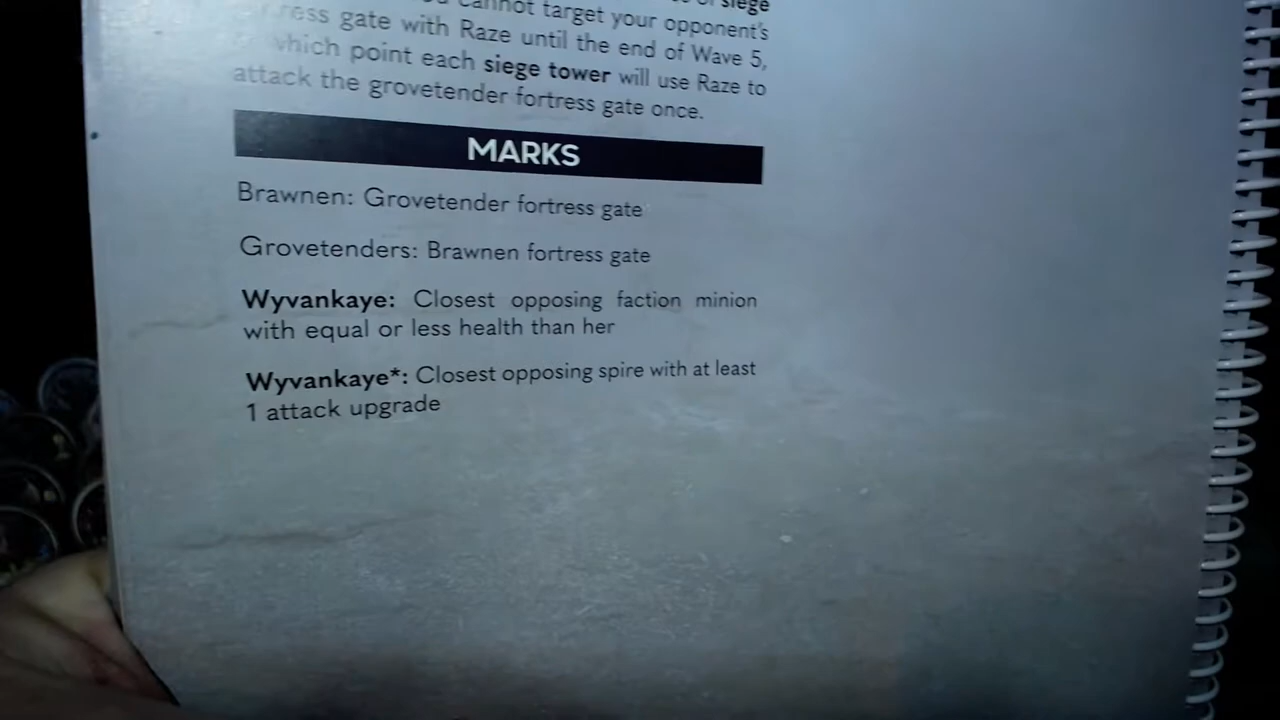 siege
cannot target your opponent's
gate with Raze until the end of Wave 5,
which point each siege tower will use Raze to
attack the grovetender fortress gate once.
MARKS
Brawnen: Grovetender fortress gate
Grovetenders: Brawnen fortress gate
Wyvankaye: Closest opposing faction minion
with equal or less health than her
Wyvankaye*: Closest opposing spire with at least
1 attack upgrade